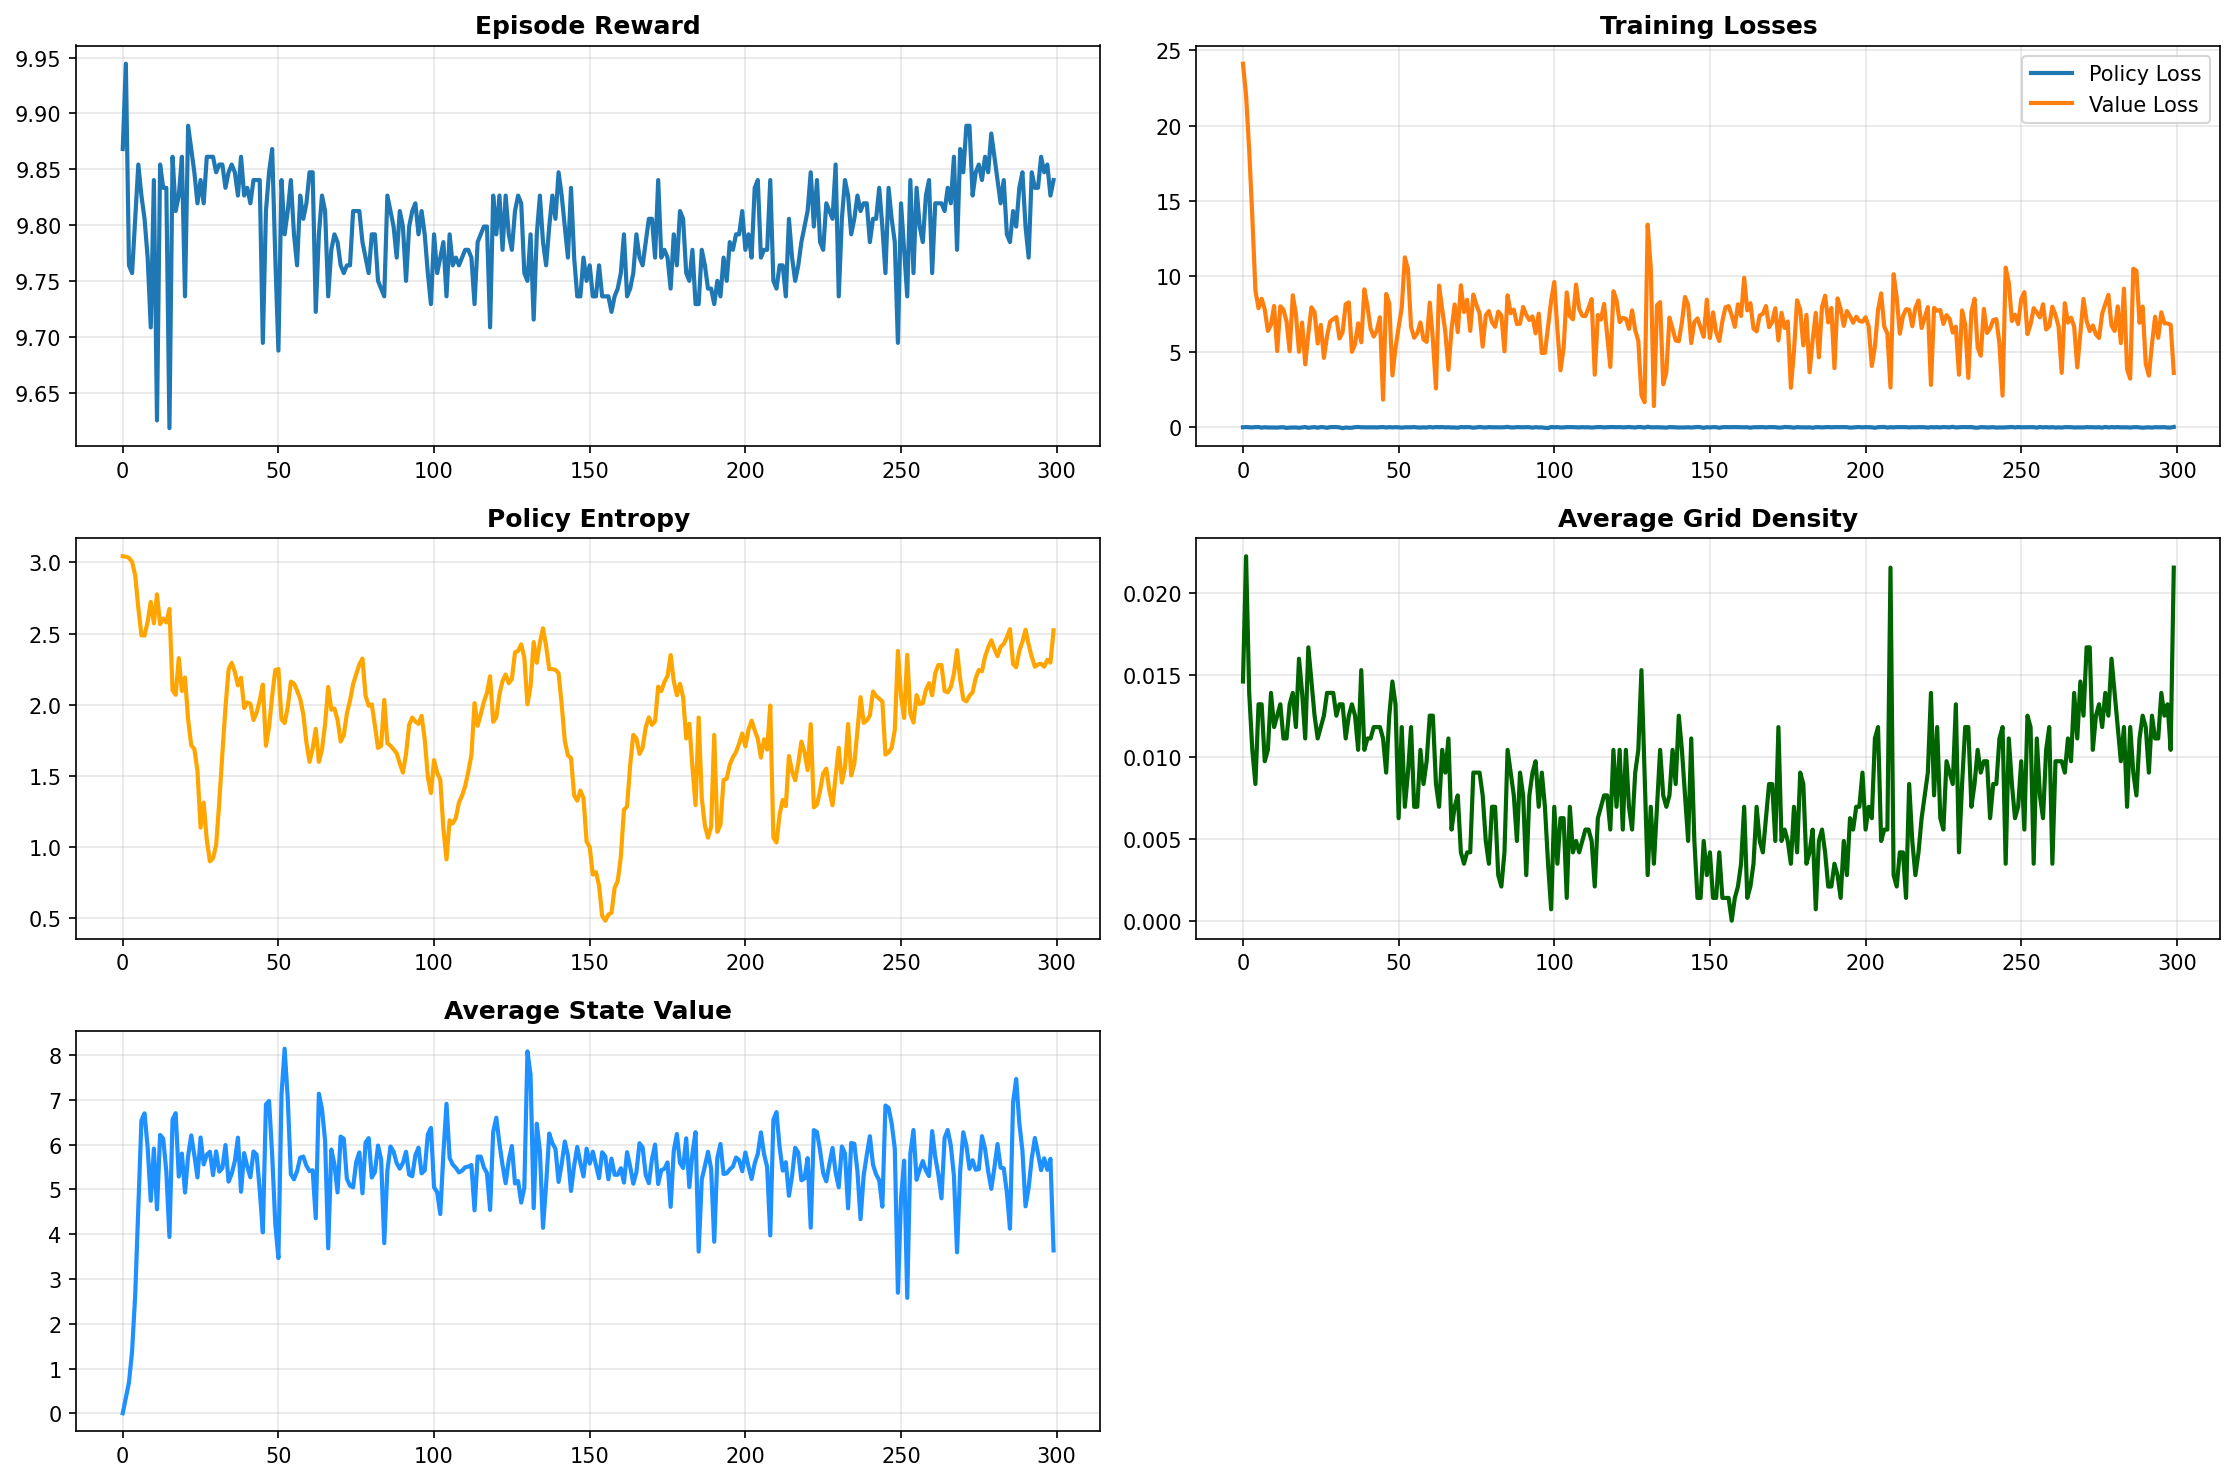 Episode Reward
9.95
9.90
9.85
9.80
9.75
9.70
9.65
0 50 100 150 200 250 300
Training Losses
25
20
15
10
5
0
Policy Loss
Value Loss
0 50 100 150 200 250 300
Policy Entropy
3.0
2.5
2.0
1.5
1.0
0.5
0 50 100 150 200 250 300
Average Grid Density
0.020
0.015
0.010
0.005
0.000
0 50 100 150 200 250 300
Average State Value
8
7
6
5
4
3
2
1
0
0 50 100 150 200 250 300